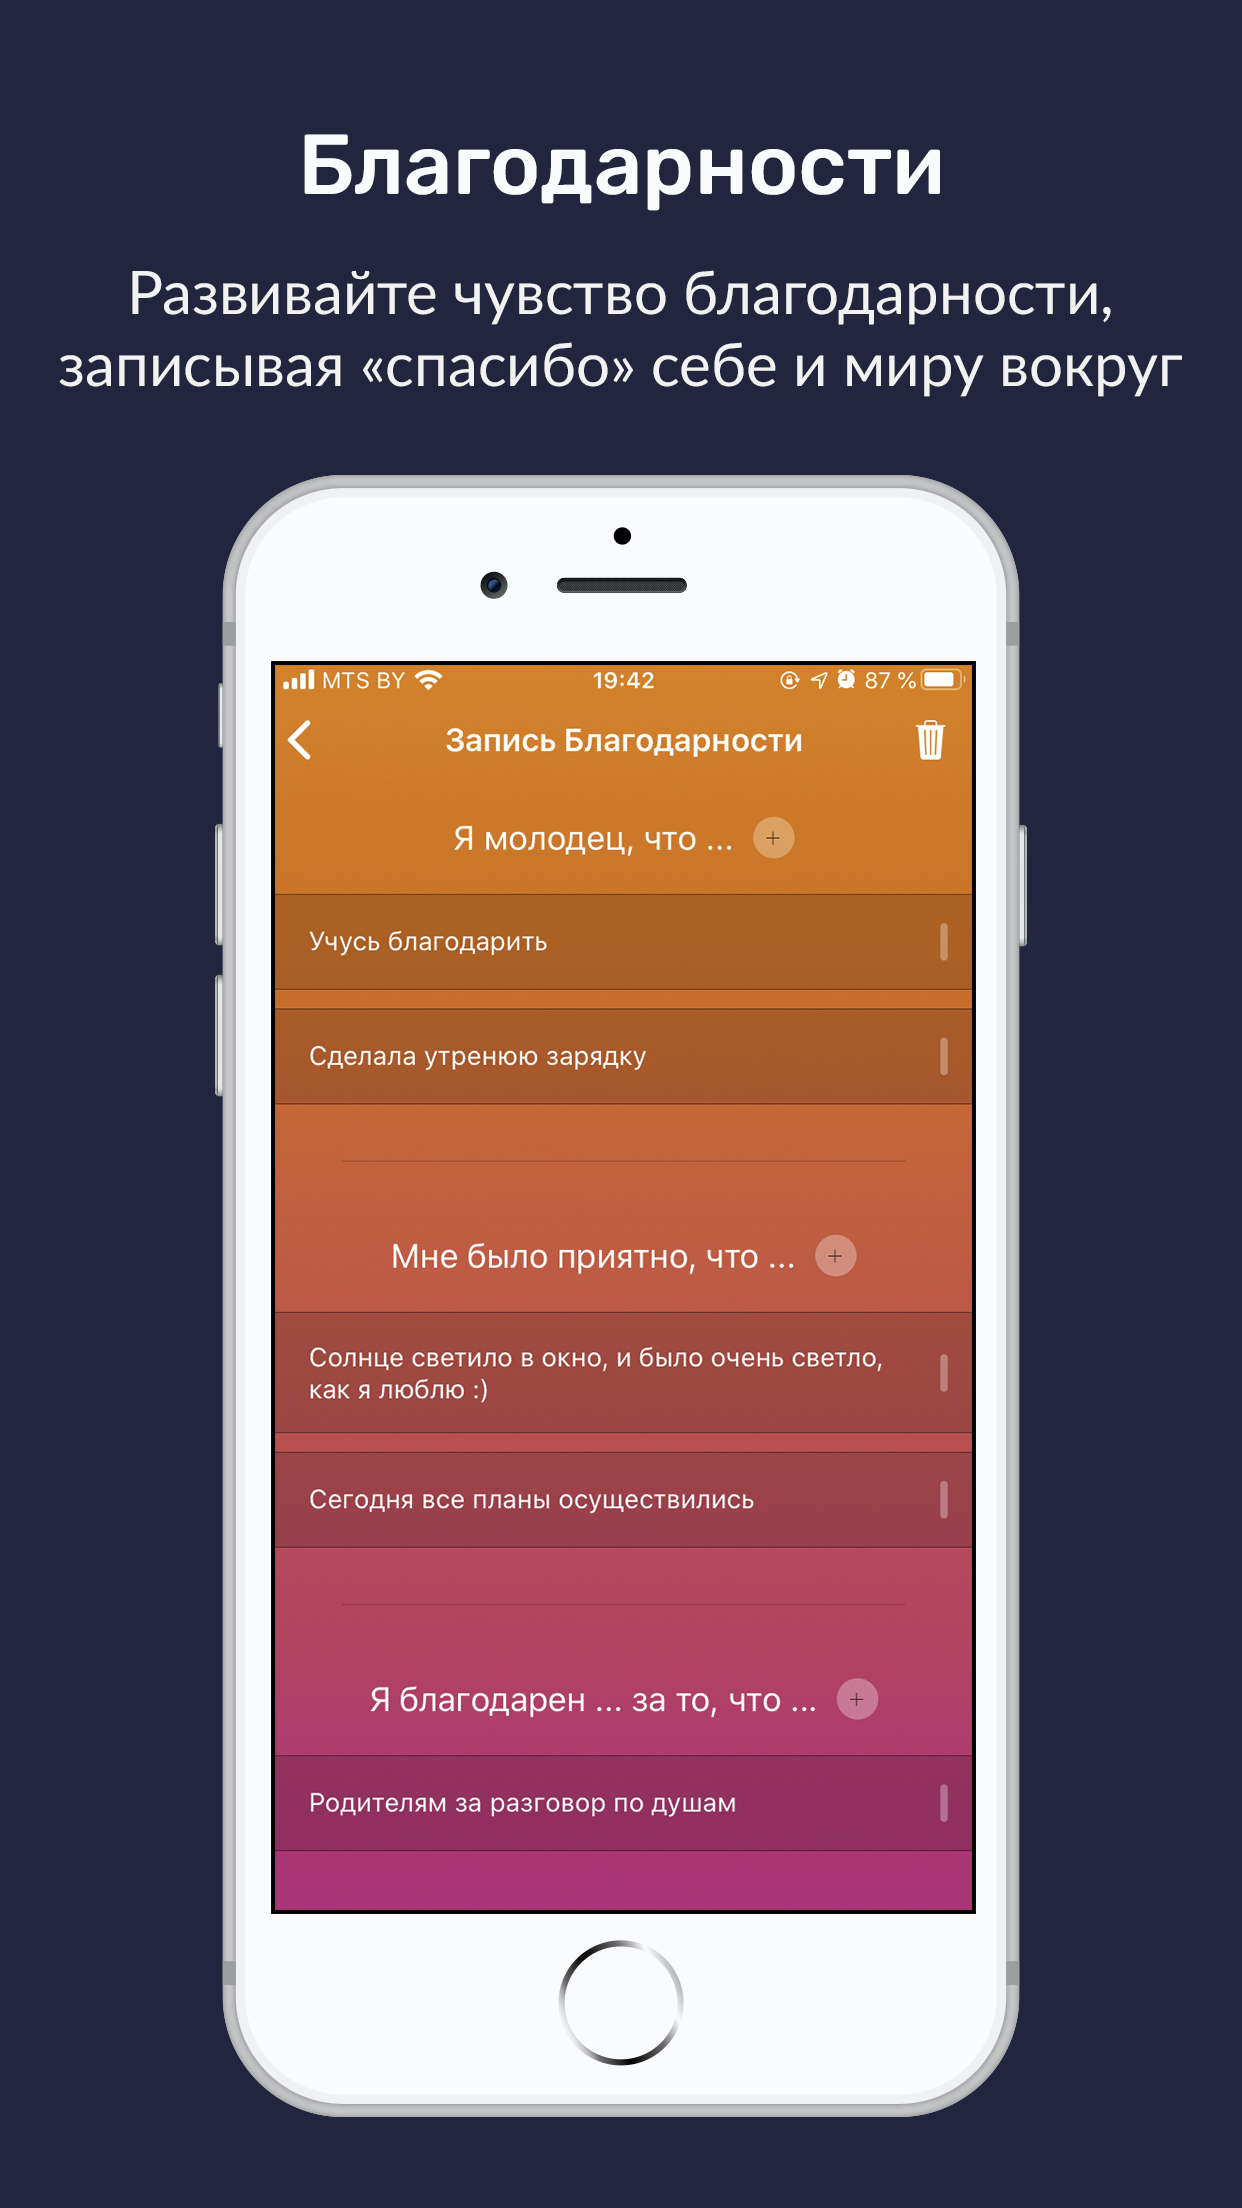 Благодарности
Развивайте чувство благодарности,
записывая «спасибо» себе и миру вокруг
MTS BY 19:42 87 %
Запись Благодарности
Я молодец, что ... +
Учусь благодарить
Сделала утренюю зарядку
Мне было приятно, что ... +
Солнце светило в окно, и было очень светло,
как я люблю :)
Сегодня все планы осуществились
Я благодарен ... за то, что ... +
Родителям за разговор по душам